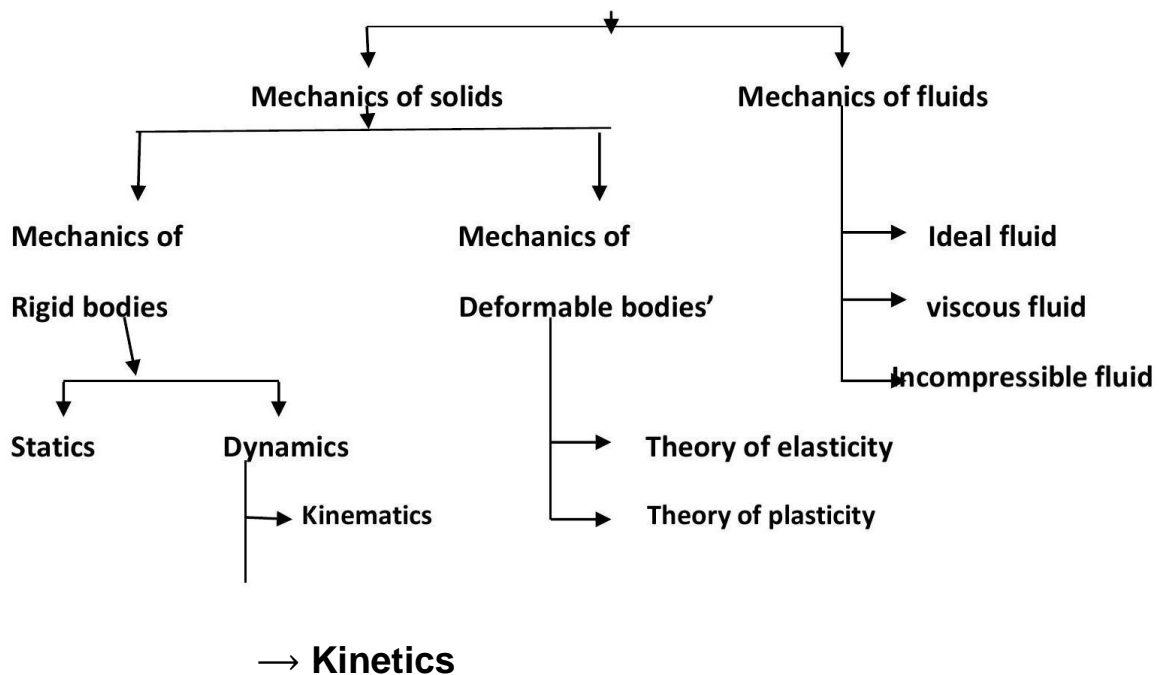 Mechanics of solids
Mechanics of fluids
Mechanics of
Rigid bodies
Mechanics of
Deformable bodies’
Ideal fluid
viscous fluid
Incompressible fluid
Statics
Dynamics
Theory of elasticity
Kinematics
Theory of plasticity
→ Kinetics